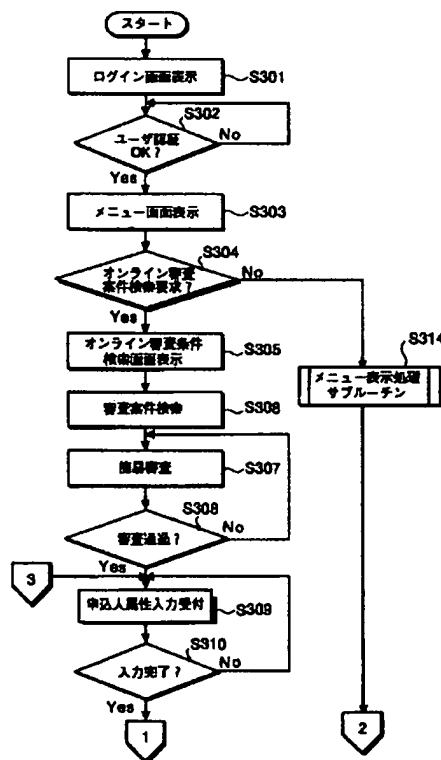 スタート
ログイン画面表示
S301
S302
ユーザ認証
OK?
No
Yes
メニュー画面表示
S303
S304
オンライン審査
案件検索要求?
No
Yes
オンライン審査条件
検索画面表示
S305
S314
メニュー表示処理
サブルーチン
審査案件検索
S306
簡易審査
S307
S308
審査通過?
No
Yes
3
申込人属性入力受付
S309
S310
入力完了?
No
Yes
1
2